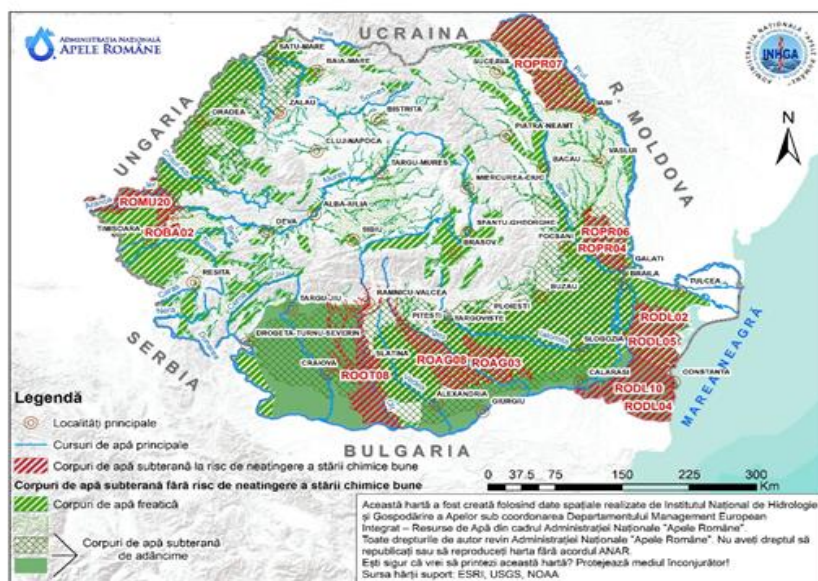 ADMINISTRAȚIA NAȚIONALĂ
APELE ROMÂNE
UCRAINA
UNGARIA
R. MOLDOVA
SERBIA
BULGARIA
MAREA NEAGRĂ
N
INHGA
SATU-MARE
BAIA-MARE
SUCEAVA
ROPR07
IASI
ZALAU
ORADEA
BISTRITA
PIATRA-NEAMT
CLUJ-NAPOCA
TARGU-MURES
BACAU
VASLUI
MIERCUREA-CIUC
ROMU20
ROBA02
ALBA-IULIA
DEVA
TIMISOARA
SIBIU
SFANTU-GHEORGHE
BRASOV
FOCSANI
ROPR06
ROPR04
GALATI
BRAILA
TULCEA
RESITA
TARGU-JIU
RAMNICU-VALCEA
BUZAU
PITESTI
TARGOVISTE
PLOIESTI
RODL02
DROBETA-TURNU-SEVERIN
CRAIOVA
SLATINA
ROAG03
SLOBOZIA
RODL05
CALARASI
CONSTANTA
ALEXANDRIA
GIURGIU
RODL10
RODL04
Legendă
Localități principale
Cursuri de apă principale
Corpuri de apă subterană la risc de neatingere a stării chimice bune
Corpuri de apă subterană fără risc de neatingere a stării chimice bune
Corpuri de apă freatică
Corpuri de apă subterană
de adâncime
0 37.5 75 150 225 300
Km
Această hartă a fost creată folosind date spațiale realizate de Institutul Național de Hidrologie
și Gospodărire a Apelor sub coordonarea Departamentului Management European
Integrat – Resurse de Apă din cadrul Administrației Naționale "Apele Române".
Toate drepturile de autor revin Administrației Naționale "Apele Române". Nu aveți dreptul să
republicați sau să reproduceți harta fără acordul ANAR.
Ești sigur că vrei să printezi această hartă? Protejează mediul înconjurător!
Sursa hărții suport: ESRI, USGS, NOAA